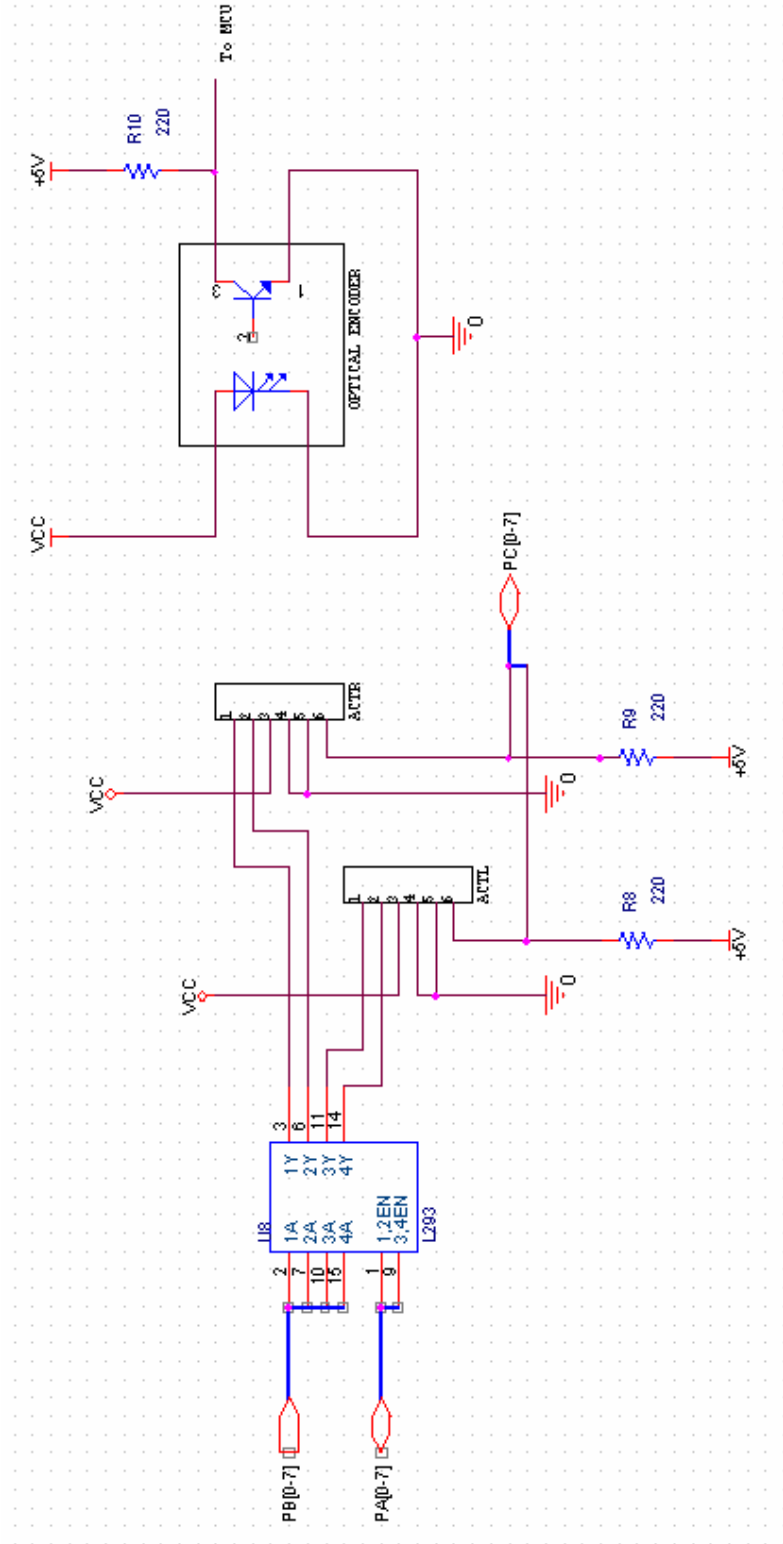 To MCU
+5V
R10
220
3
2
1
OPTICAL ENCODER
0
VCC
PC[0-7]
1
2
3
4
5
6
ACTR
VCC
0
R9
220
+5V
1
2
3
4
5
6
ACTL
VCC
0
R8
220
+5V
U8
2
7
10
15
1
9
1A
2A
3A
4A
1,2EN
3,4EN
1Y
2Y
3Y
4Y
3
6
11
14
L293
PB[0-7]
PA[0-7]